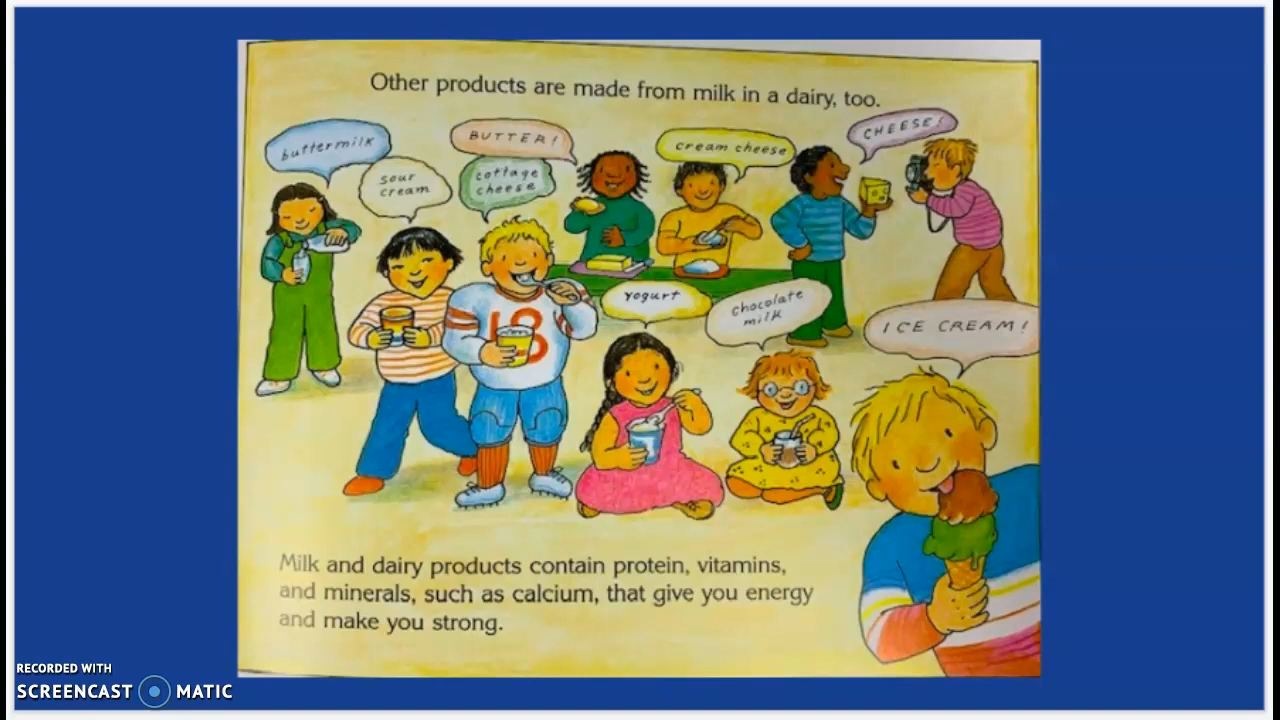 Other products are made from milk in a dairy, too.
buttermilk
sour
cream
BUTTER!
cottage
cheese
cream cheese
CHEESE!
yogurt
chocolate
milk
ICE CREAM!
18
Milk and dairy products contain protein, vitamins,
and minerals, such as calcium, that give you energy
and make you strong.
RECORDED WITH
SCREENCAST MATIC